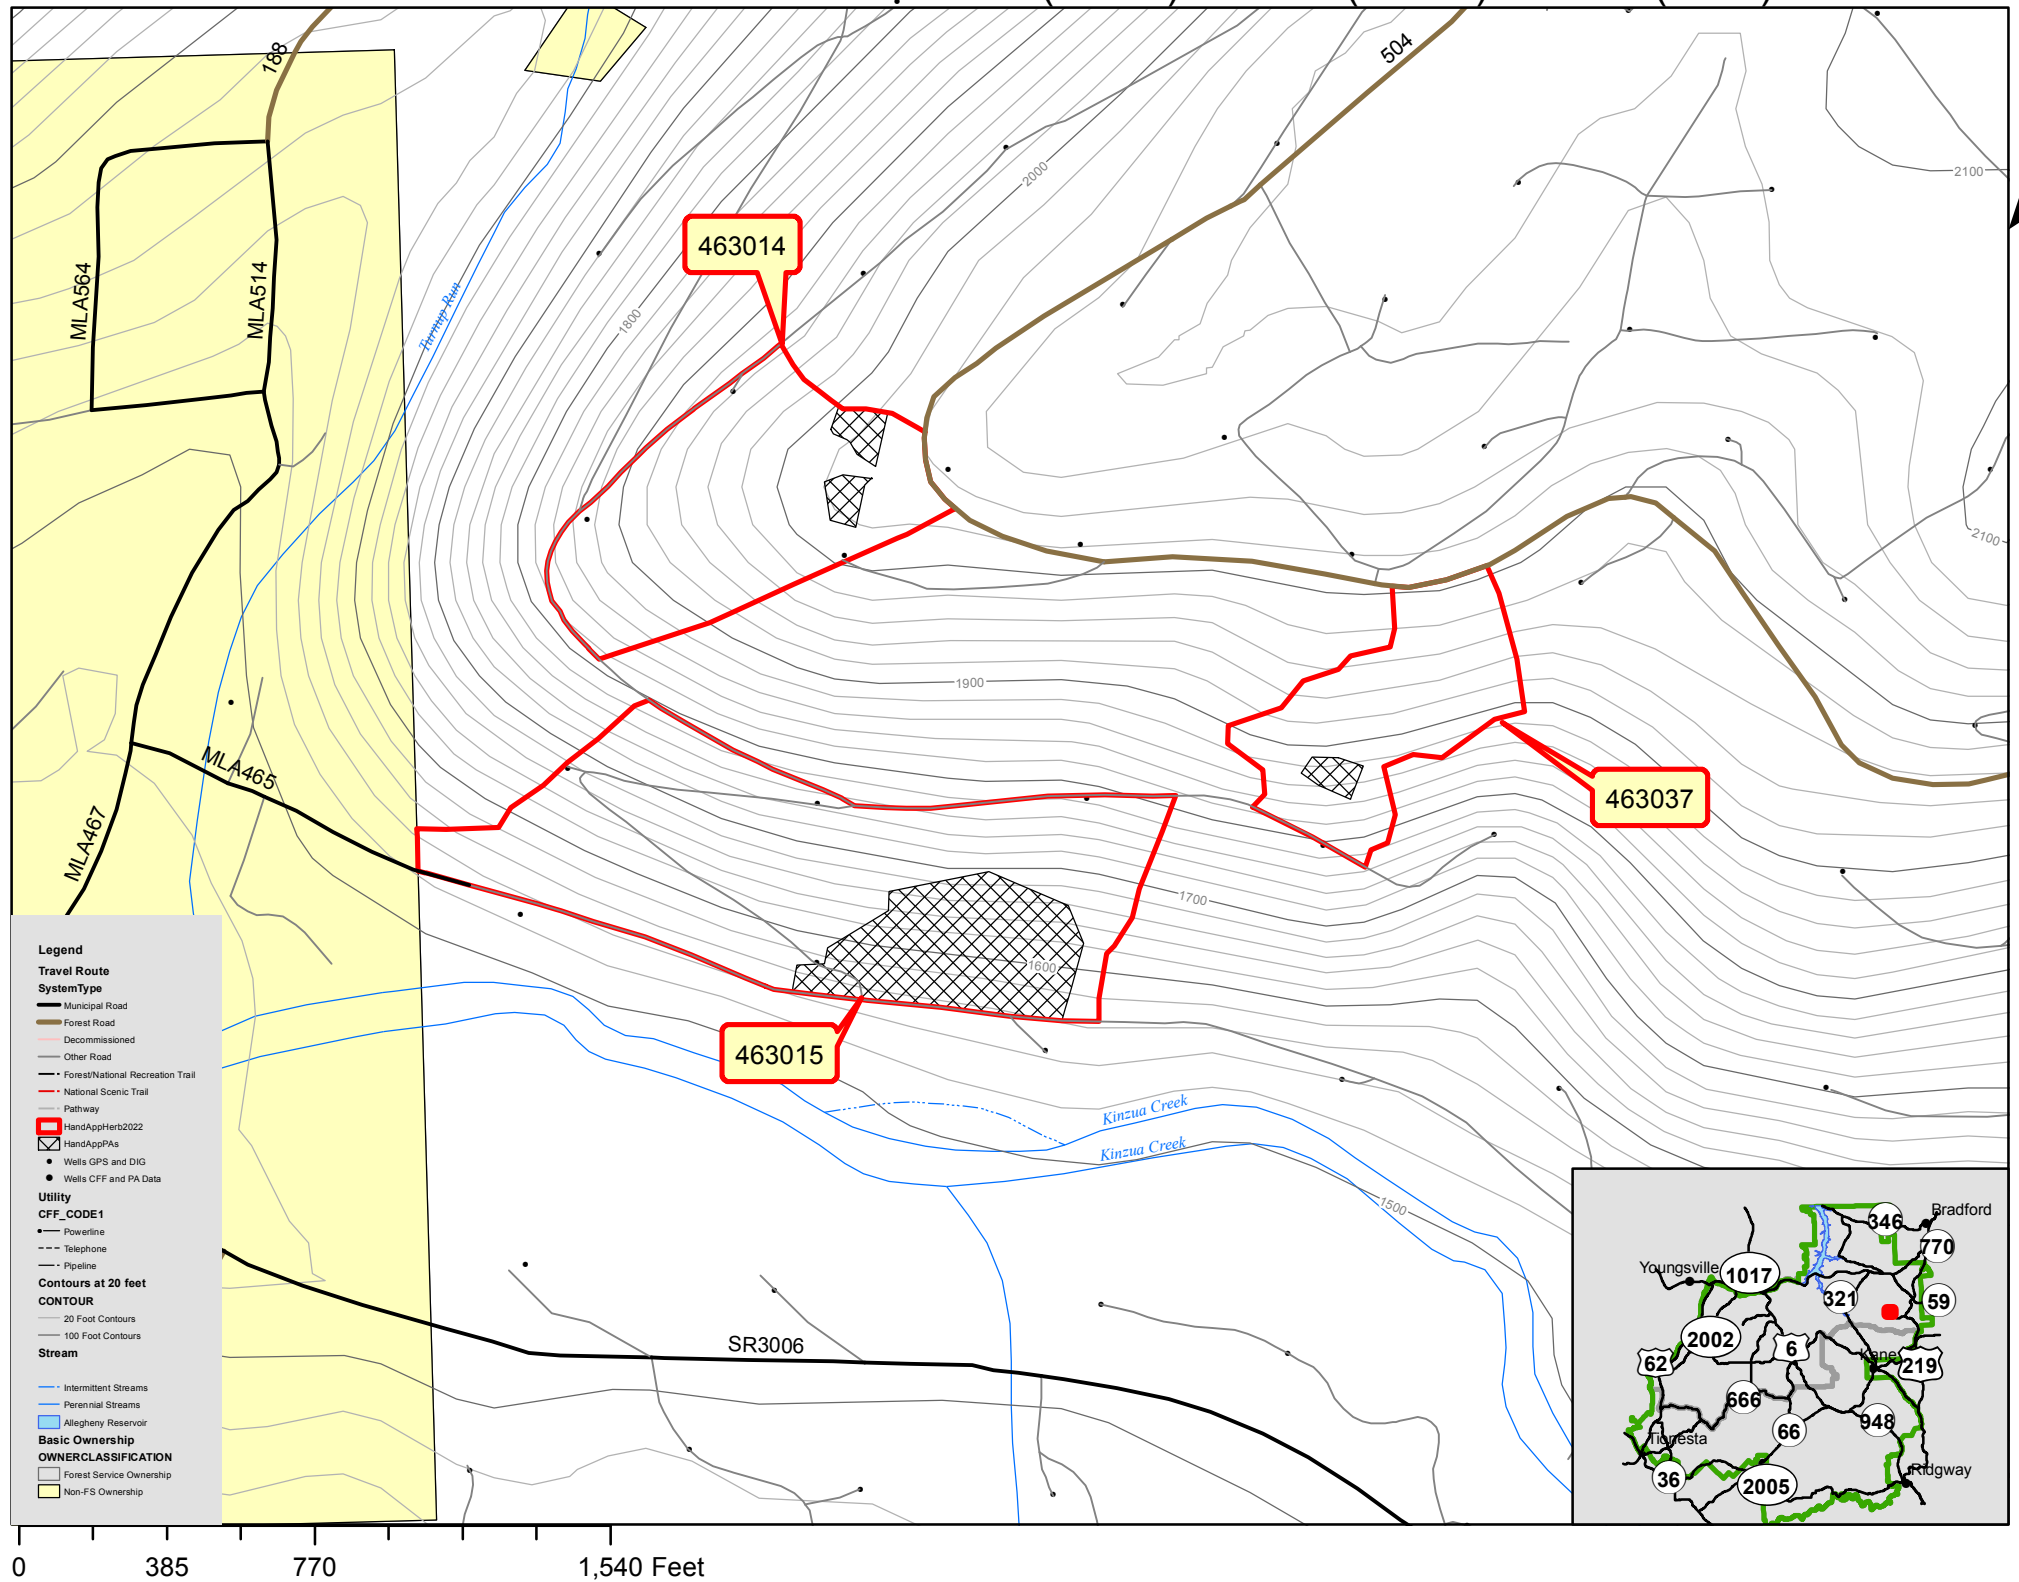 188
504
2000
2100
463014
MLA564
MLA514
Turnup Run
1800
2100
1900
463037
MLA465
MLA467
1700
1600
463015
Kinzua Creek
Kinzua Creek
1500
SR3006
Legend
Travel Route
SystemType
Municipal Road
Forest Road
Decommissioned
Other Road
Forest/National Recreation Trail
National Scenic Trail
Pathway
HandAppHerb2022
HandAppPAs
Wells GPS and DIG
Wells CFF and PA Data
Utility
CFF_CODE1
Powerline
Telephone
Pipeline
Contours at 20 feet
CONTOUR
20 Foot Contours
100 Foot Contours
Stream
Intermittent Streams
Perennial Streams
Allegheny Reservoir
Basic Ownership
OWNERCLASSIFICATION
Forest Service Ownership
Non-FS Ownership
346
Bradford
770
Youngsville
1017
321
59
2002
6
62
Kane
219
666
66
948
Tionesta
36
2005
Ridgway
0 385 770 1,540 Feet